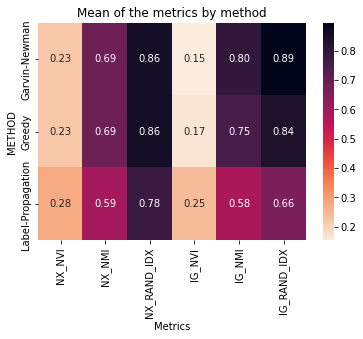 Mean of the metrics by method
METHOD
Garvin-Newman
0.23 0.69 0.86 0.15 0.80 0.89
Greedy
0.23 0.69 0.86 0.17 0.75 0.84
Label-Propagation
0.28 0.59 0.78 0.25 0.58 0.66
NX_NVI NX_NMI NX_RAND_IDX IG_NVI IG_NMI IG_RAND_IDX
Metrics
0.8
0.7
0.6
0.5
0.4
0.3
0.2